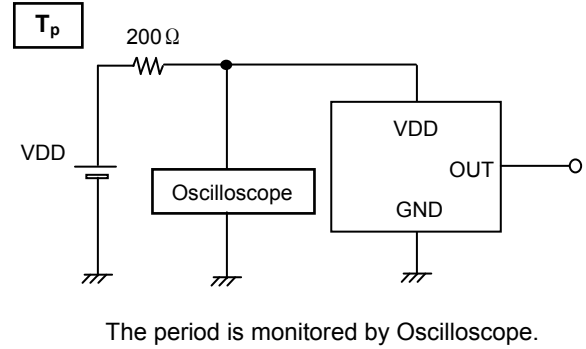 Tp
200Ω
VDD
VDD
Oscilloscope
OUT
GND
The period is monitored by Oscilloscope.